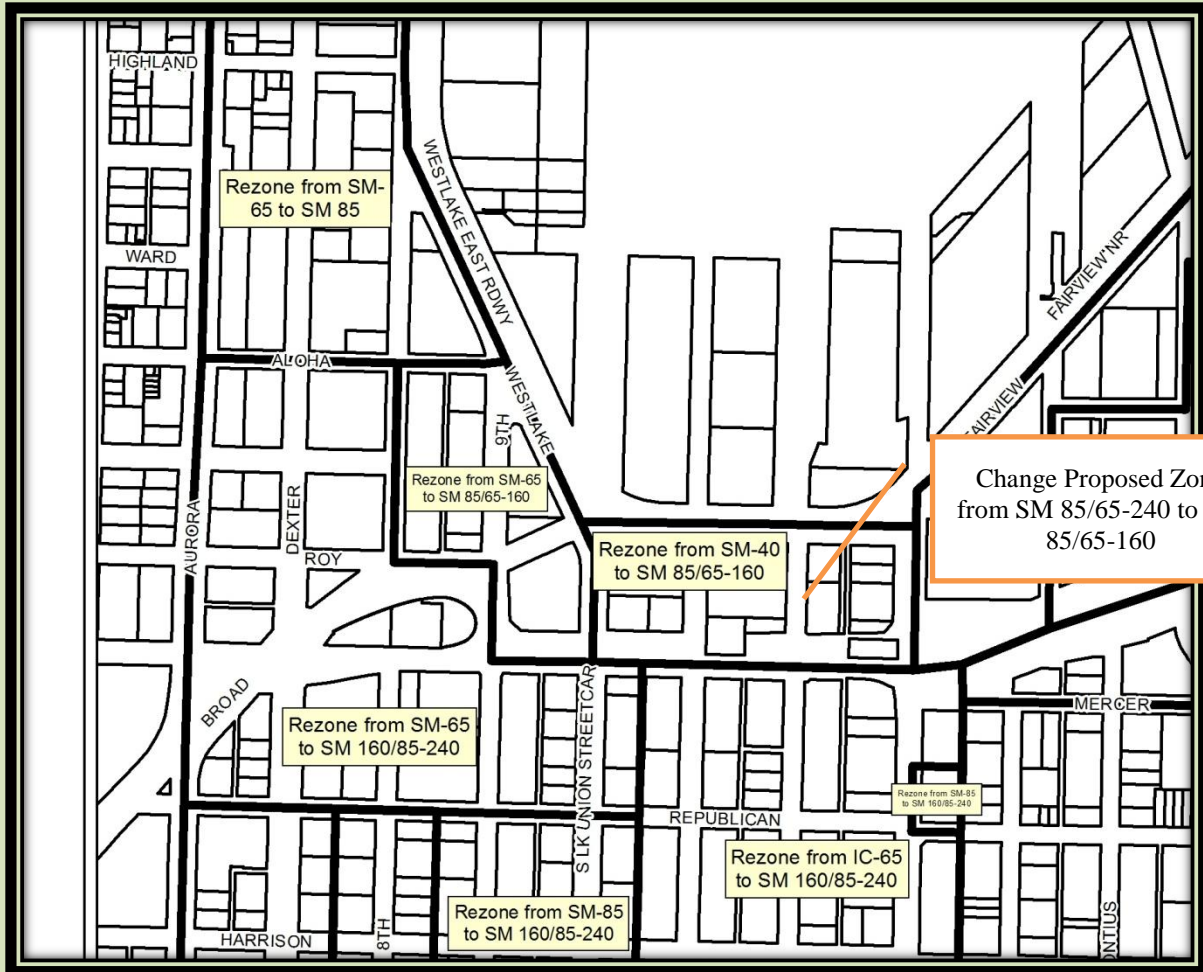 HIGHLAND
WESTLAKE EAST RDWY
Rezone from SM-
65 to SM 85
WARD
FAIRVIEW NR
ALOHA
WESTLAKE
9TH
FAIRVIEW
Rezone from SM-65
to SM 85/65-160
Change Proposed Zon
from SM 85/65-240 to
85/65-160
AURORA
DEXTER
ROY
Rezone from SM-40
to SM 85/65-160
BROAD
Rezone from SM-65
to SM 160/85-240
S LK UNION STREETCAR
MERCER
Rezone from SM-85
to SM 160/85-240
REPUBLICAN
Rezone from IC-65
to SM 160/85-240
Rezone from SM-85
to SM 160/85-240
HARRISON
8TH
ONTIUS